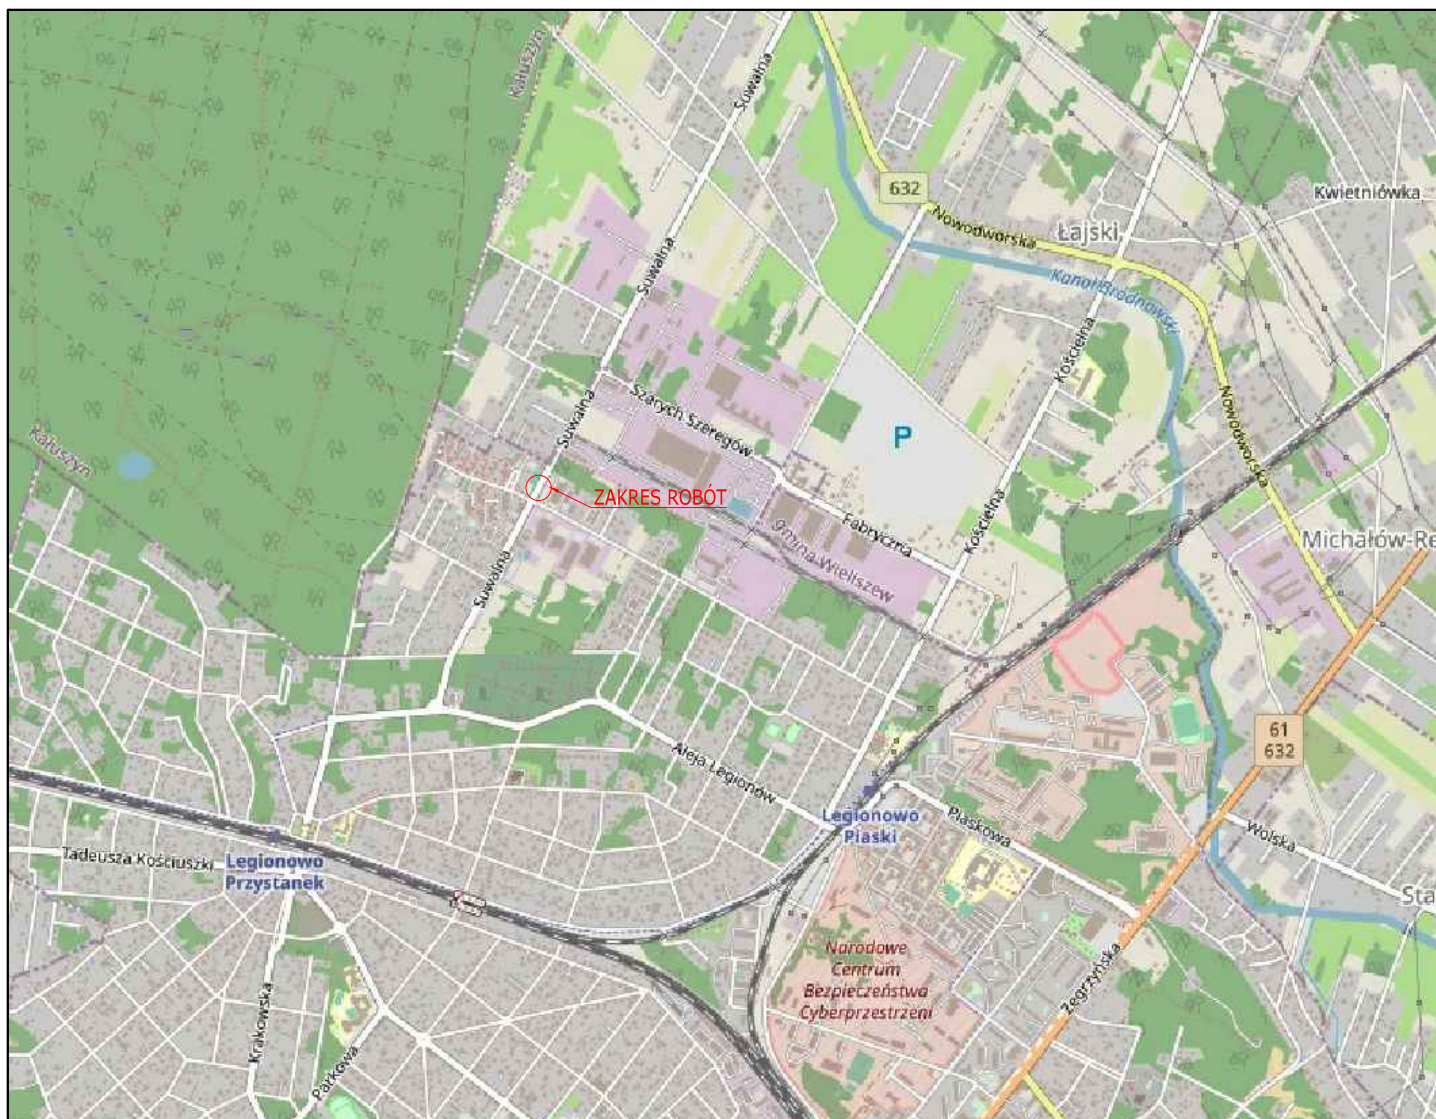 Kałuszyn
Suwalna
632
Nowodworska
Łajski
Kwietniówka
Kanał Bródnowski
Suwalna
Kościelna
Szarych Szeregów
Suwalna
Nowodworska
P
Kałuszyn
ZAKRES ROBÓT
Fabryczna
Kościelna
gmina Wieliszew
Michałów-Re
Suwalna
61
632
Aleja Legionów
Legionowo
Piaski
Piaskowa
Wolska
Tadeusza Kościuszki
Legionowo
Przystanek
Sta
Narodowe
Centrum
Bezpieczeństwa
Cyberprzestrzeni
Żegrzyńska
Krakowska
Parkowa